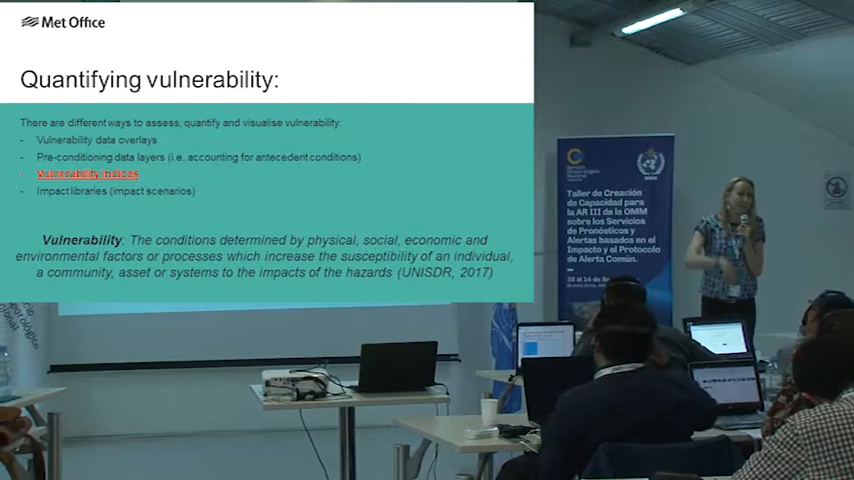 Met Office
Quantifying vulnerability:
There are different ways to assess, quantify and visualise vulnerability:
- Vulnerability data overlays
- Pre-conditioning data layers (i.e. accounting for antecedent conditions)
- Vulnerability indices
- Impact libraries (impact scenarios)
Vulnerability: The conditions determined by physical, social, economic and
environmental factors or processes which increase the susceptibility of an individual,
a community, asset or systems to the impacts of the hazards (UNISDR, 2017)
Servicio
Meteorológico
Nacional
Taller de Creación
de Capacidad para
la AR III de la OMM
sobre los Servicios
de Pronósticos y
Alertas basados en el
Impacto y el Protocolo
de Alerta Común.